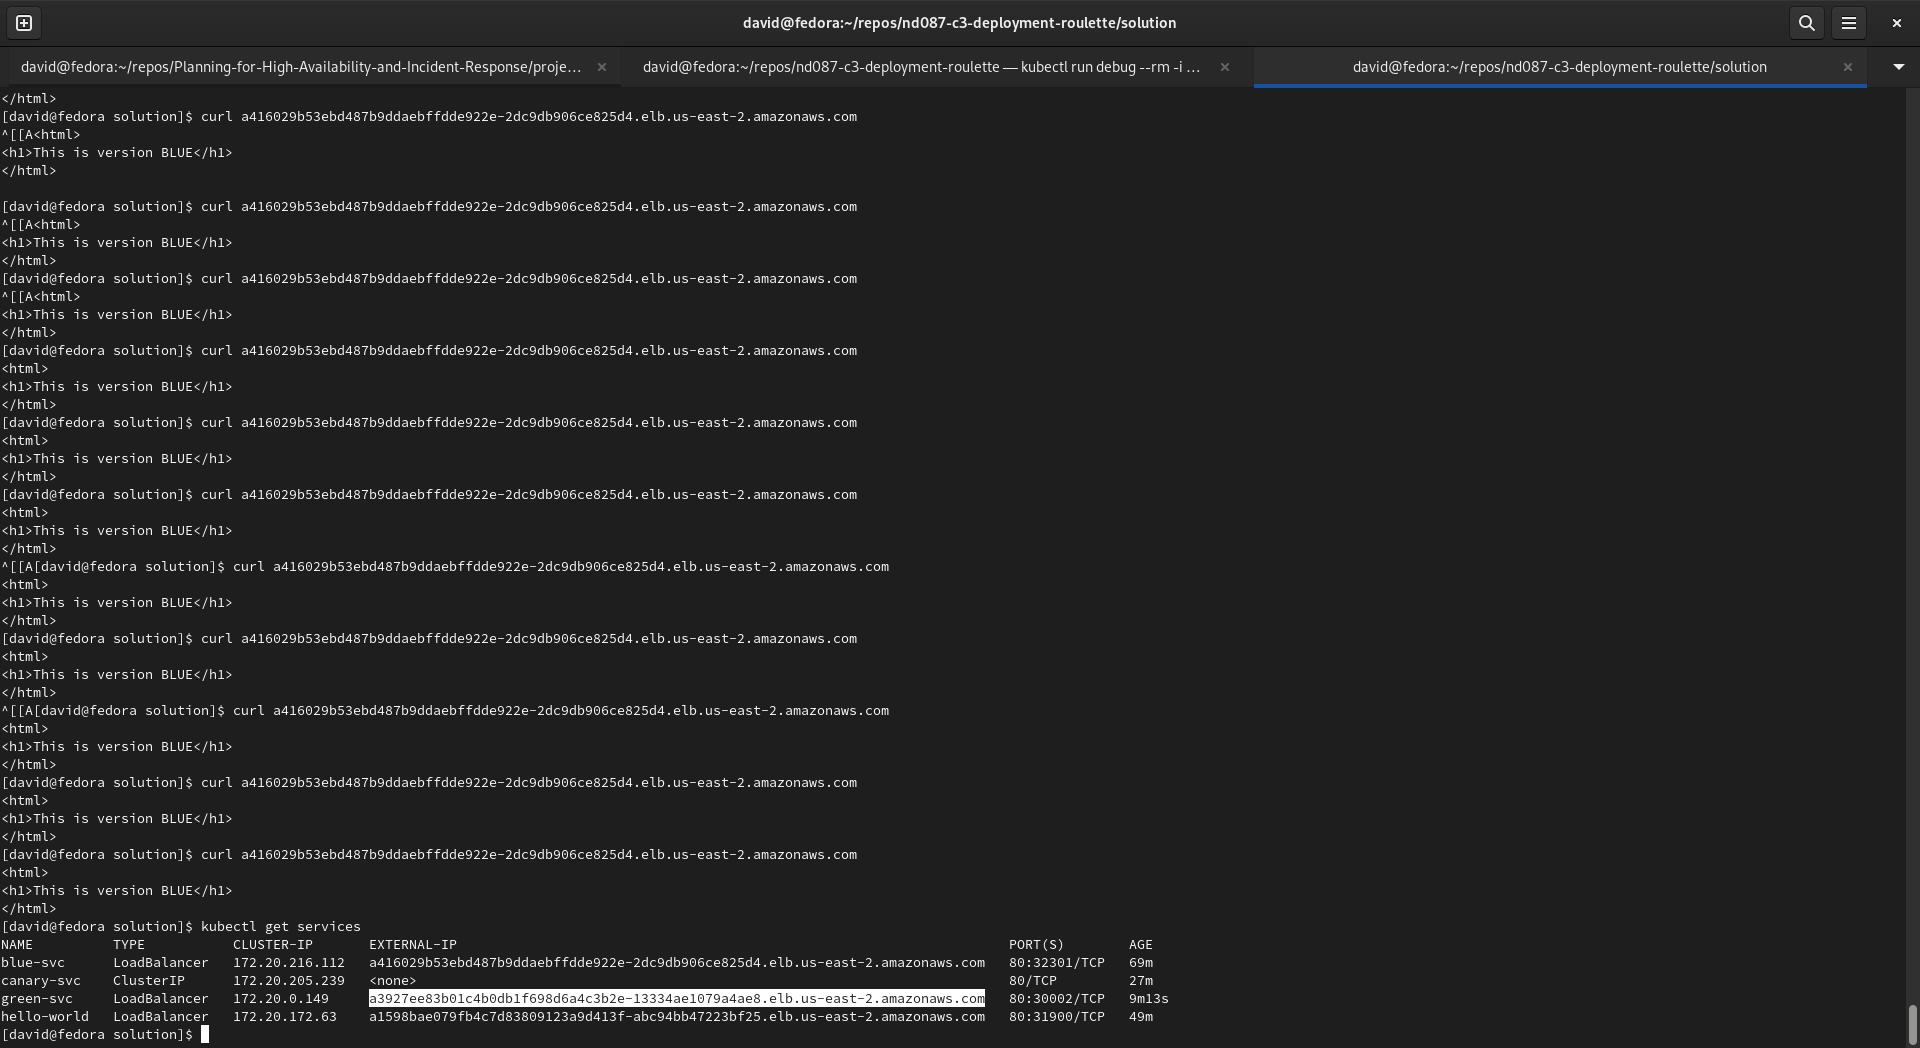 david@fedora:~/repos/nd087-c3-deployment-roulette/solution
david@fedora:~/repos/Planning-for-High-Availability-and-Incident-Response/proje...
david@fedora:~/repos/nd087-c3-deployment-roulette — kubectl run debug --rm -i ...
david@fedora:~/repos/nd087-c3-deployment-roulette/solution
</html>
[david@fedora solution]$ curl a416029b53ebd487b9ddaebffdde922e-2dc9db906ce825d4.elb.us-east-2.amazonaws.com
^[[A<html>
<h1>This is version BLUE</h1>
</html>
[david@fedora solution]$ curl a416029b53ebd487b9ddaebffdde922e-2dc9db906ce825d4.elb.us-east-2.amazonaws.com
^[[A<html>
<h1>This is version BLUE</h1>
</html>
[david@fedora solution]$ curl a416029b53ebd487b9ddaebffdde922e-2dc9db906ce825d4.elb.us-east-2.amazonaws.com
^[[A<html>
<h1>This is version BLUE</h1>
</html>
[david@fedora solution]$ curl a416029b53ebd487b9ddaebffdde922e-2dc9db906ce825d4.elb.us-east-2.amazonaws.com
<html>
<h1>This is version BLUE</h1>
</html>
[david@fedora solution]$ curl a416029b53ebd487b9ddaebffdde922e-2dc9db906ce825d4.elb.us-east-2.amazonaws.com
<html>
<h1>This is version BLUE</h1>
</html>
[david@fedora solution]$ curl a416029b53ebd487b9ddaebffdde922e-2dc9db906ce825d4.elb.us-east-2.amazonaws.com
<html>
<h1>This is version BLUE</h1>
</html>
^[[A[david@fedora solution]$ curl a416029b53ebd487b9ddaebffdde922e-2dc9db906ce825d4.elb.us-east-2.amazonaws.com
<html>
<h1>This is version BLUE</h1>
</html>
[david@fedora solution]$ curl a416029b53ebd487b9ddaebffdde922e-2dc9db906ce825d4.elb.us-east-2.amazonaws.com
<html>
<h1>This is version BLUE</h1>
</html>
^[[A[david@fedora solution]$ curl a416029b53ebd487b9ddaebffdde922e-2dc9db906ce825d4.elb.us-east-2.amazonaws.com
<html>
<h1>This is version BLUE</h1>
</html>
[david@fedora solution]$ curl a416029b53ebd487b9ddaebffdde922e-2dc9db906ce825d4.elb.us-east-2.amazonaws.com
<html>
<h1>This is version BLUE</h1>
</html>
[david@fedora solution]$ curl a416029b53ebd487b9ddaebffdde922e-2dc9db906ce825d4.elb.us-east-2.amazonaws.com
<html>
<h1>This is version BLUE</h1>
</html>
[david@fedora solution]$ kubectl get services
NAME TYPE CLUSTER-IP EXTERNAL-IP PORT(S) AGE
blue-svc LoadBalancer 172.20.216.112 a416029b53ebd487b9ddaebffdde922e-2dc9db906ce825d4.elb.us-east-2.amazonaws.com 80:32301/TCP 69m
canary-svc ClusterIP 172.20.205.239 <none> 80/TCP 27m
green-svc LoadBalancer 172.20.0.149 a3927ee83b01c4b0db1f698d6a4c3b2e-13334ae1079a4ae8.elb.us-east-2.amazonaws.com 80:30002/TCP 9m13s
hello-world LoadBalancer 172.20.172.63 a1598bae079fb4c7d83809123a9d413f-abc94bb47223bf25.elb.us-east-2.amazonaws.com 80:31900/TCP 49m
[david@fedora solution]$